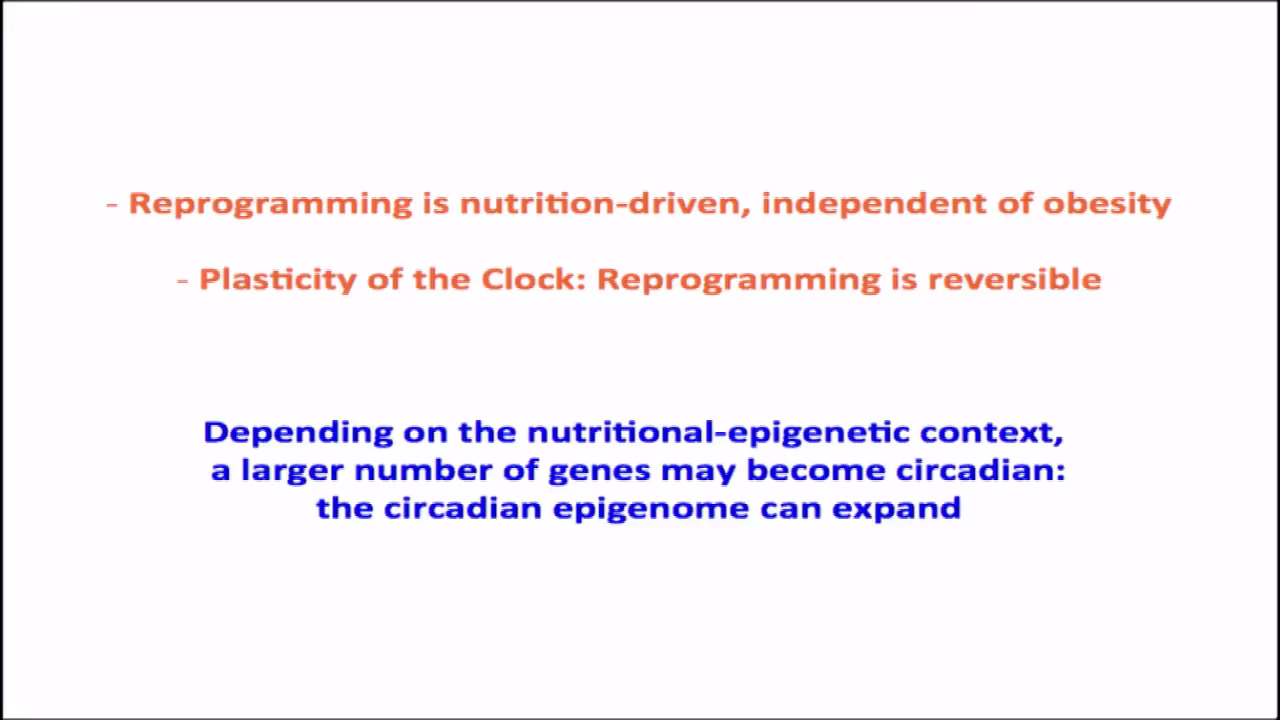 - Reprogramming is nutrition-driven, independent of obesity
- Plasticity of the Clock: Reprogramming is reversible
Depending on the nutritional-epigenetic context,
a larger number of genes may become circadian:
the circadian epigenome can expand